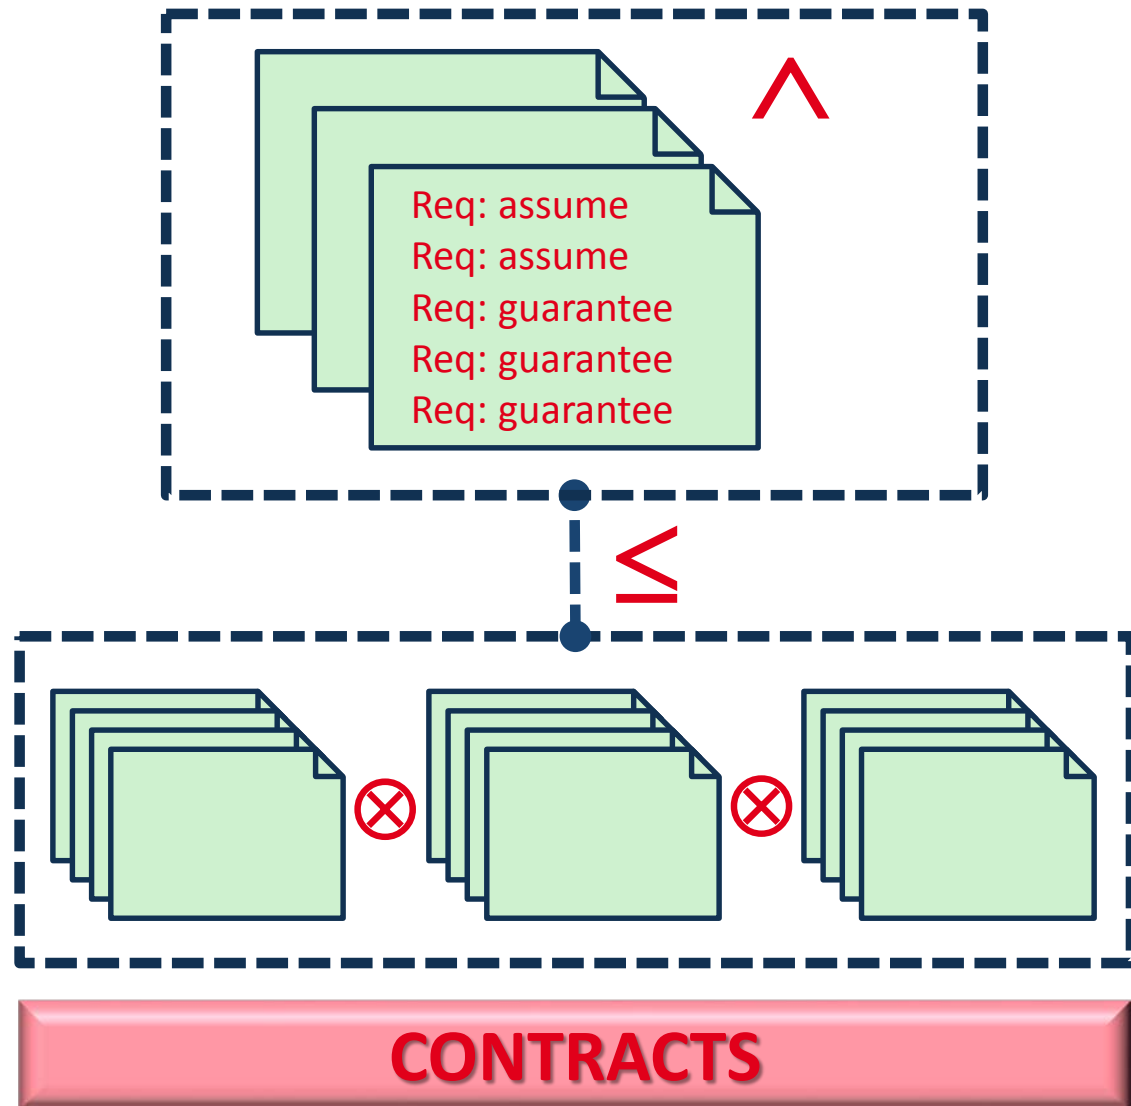 ∧
Req: assume
Req: assume
Req: guarantee
Req: guarantee
Req: guarantee
≤
⊗ ⊗
CONTRACTS